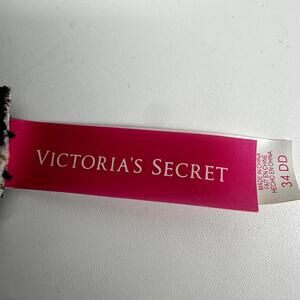 VICTORIA'S SECRET
MADE IN CHINA
FAIT EN CHINE
HECHO EN CHINA
34 DD